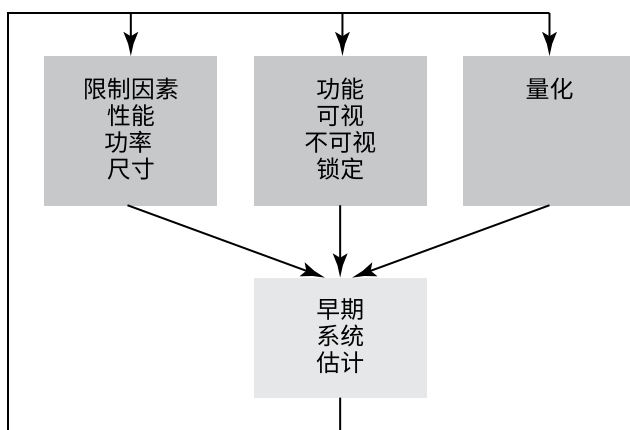 限制因素
性能
功率
尺寸
功能
可视
不可视
锁定
量化
早期
系统
估计